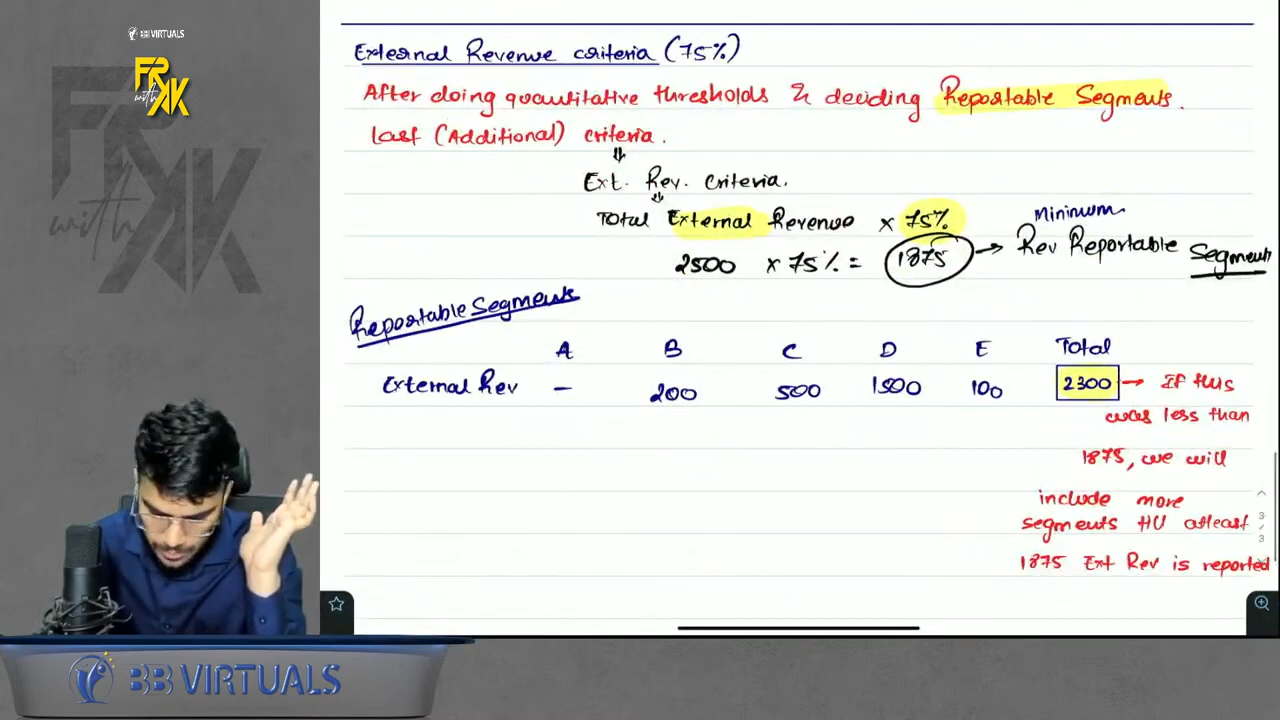 BB VIRTUALS
FR
with AK
External Revenue criteria (75%)
After doing quantitative thresholds & deciding Reportable Segments.
Last (Additional) criteria.
Ext. Rev. criteria.
Total External Revenue x 75%
Minimum
2500 x 75% = 1875 → Rev Reportable Segments
Reportable Segments
A B C D E Total
External Rev — 200 500 1500 100 2300 → If this
was less than
1875, we will
include more
segments till atleast
1875 Ext Rev is reported
3
/
3
BB VIRTUALS